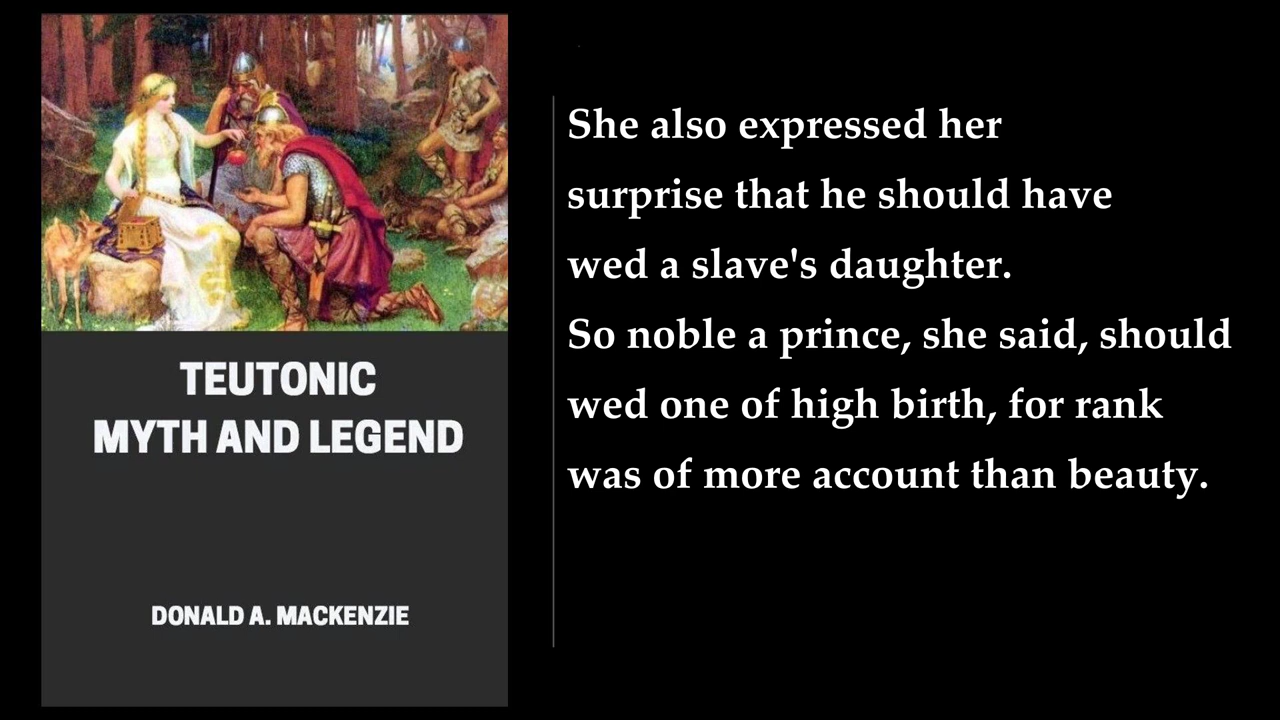 TEUTONIC
MYTH AND LEGEND
DONALD A. MACKENZIE
She also expressed her
surprise that he should have
wed a slave's daughter.
So noble a prince, she said, should
wed one of high birth, for rank
was of more account than beauty.